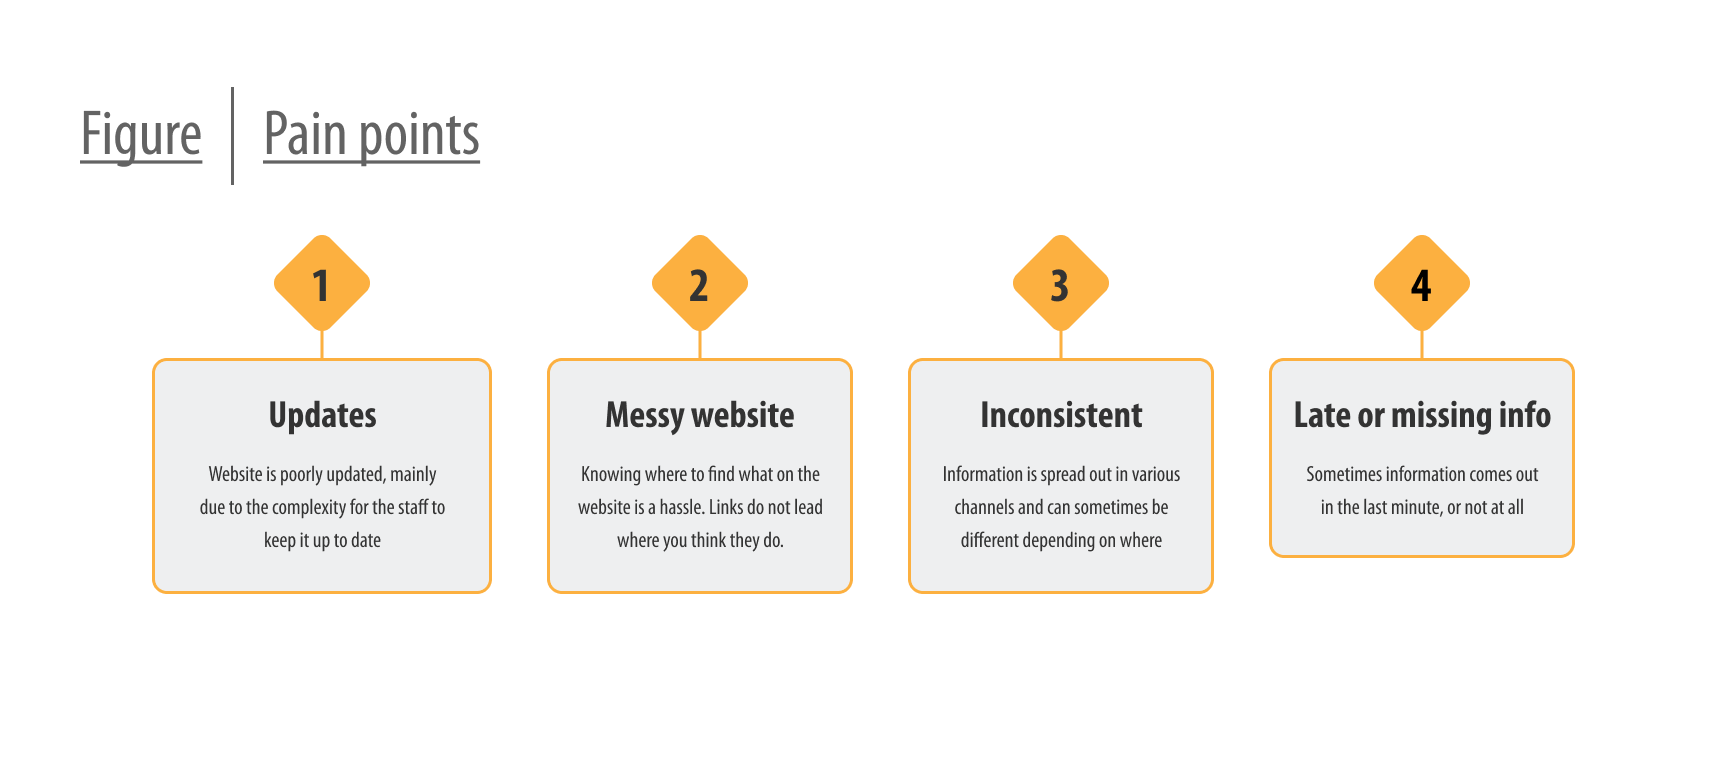 Figure
Pain points
1
Updates
Website is poorly updated, mainly
due to the complexity for the staff to
keep it up to date
2
Messy website
Knowing where to find what on the
website is a hassle. Links do not lead
where you think they do.
3
Inconsistent
Information is spread out in various
channels and can sometimes be
different depending on where
4
Late or missing info
Sometimes information comes out
in the last minute, or not at all